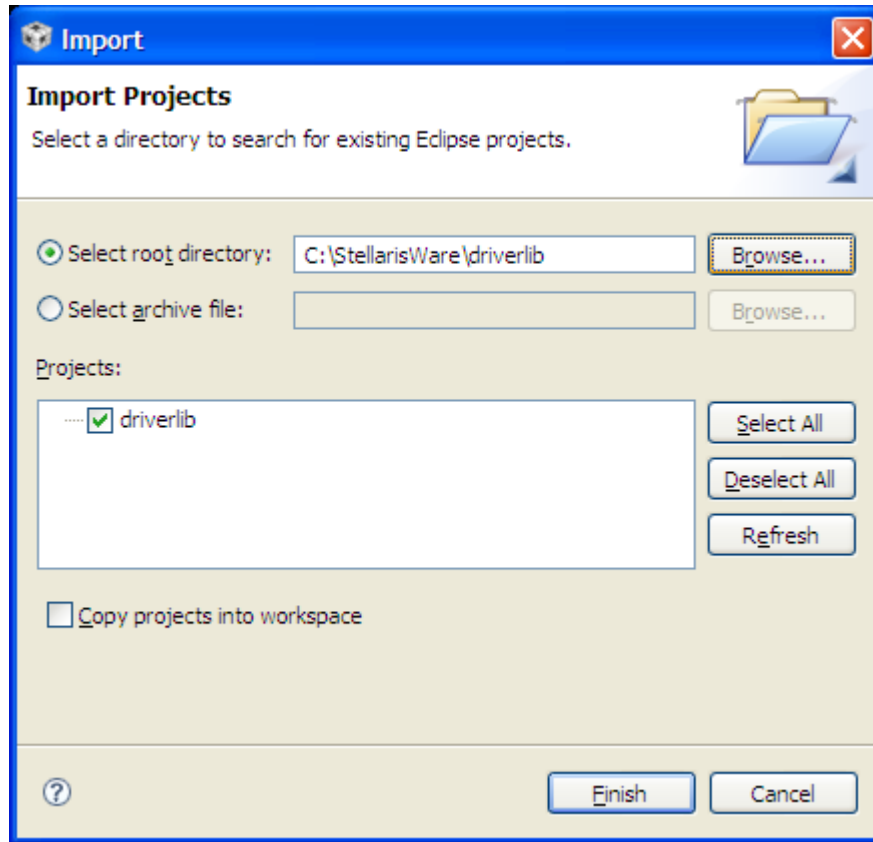 Import
Import Projects
Select a directory to search for existing Eclipse projects.
Select root directory: C:\StellarisWare\driverlib Browse...
Select archive file: Browse...
Projects:
driverlib
Select All
Deselect All
Refresh
Copy projects into workspace
? Finish Cancel